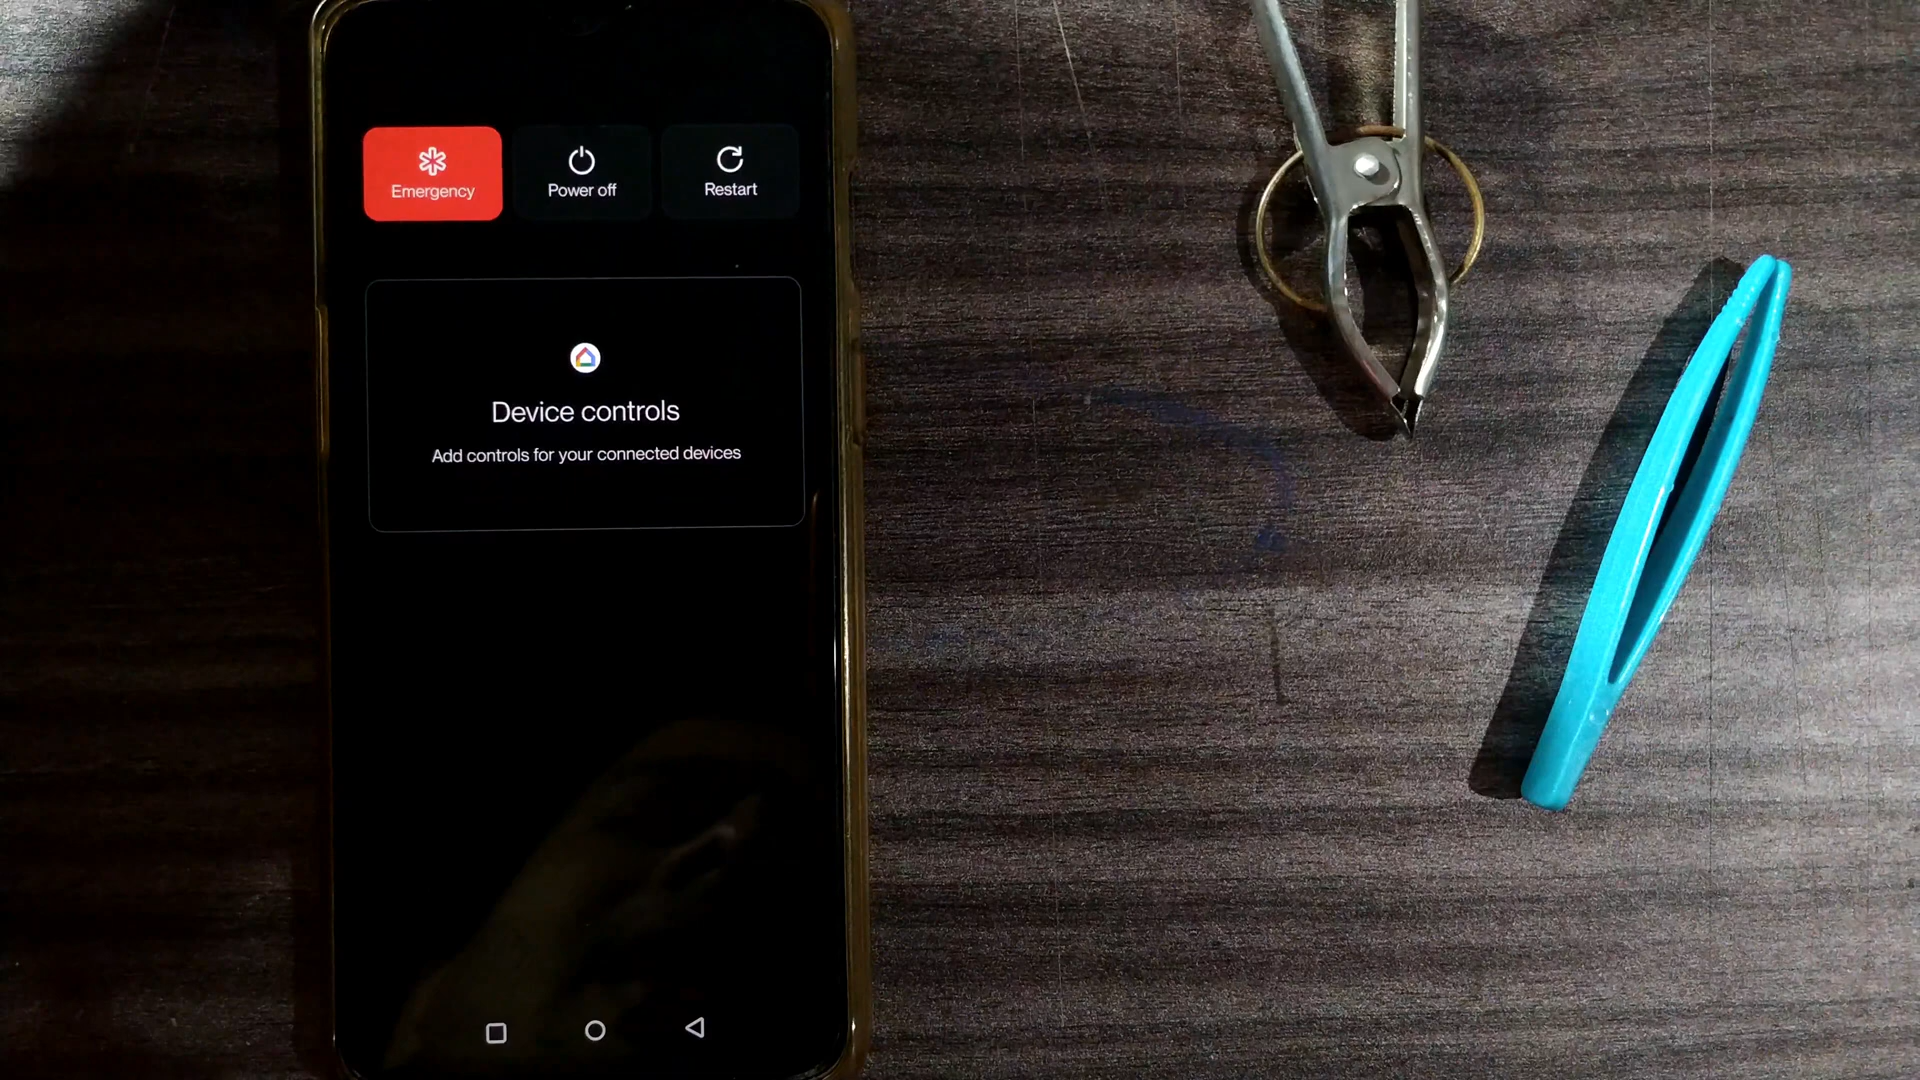 Emergency
Power off
Restart
Device controls
Add controls for your connected devices